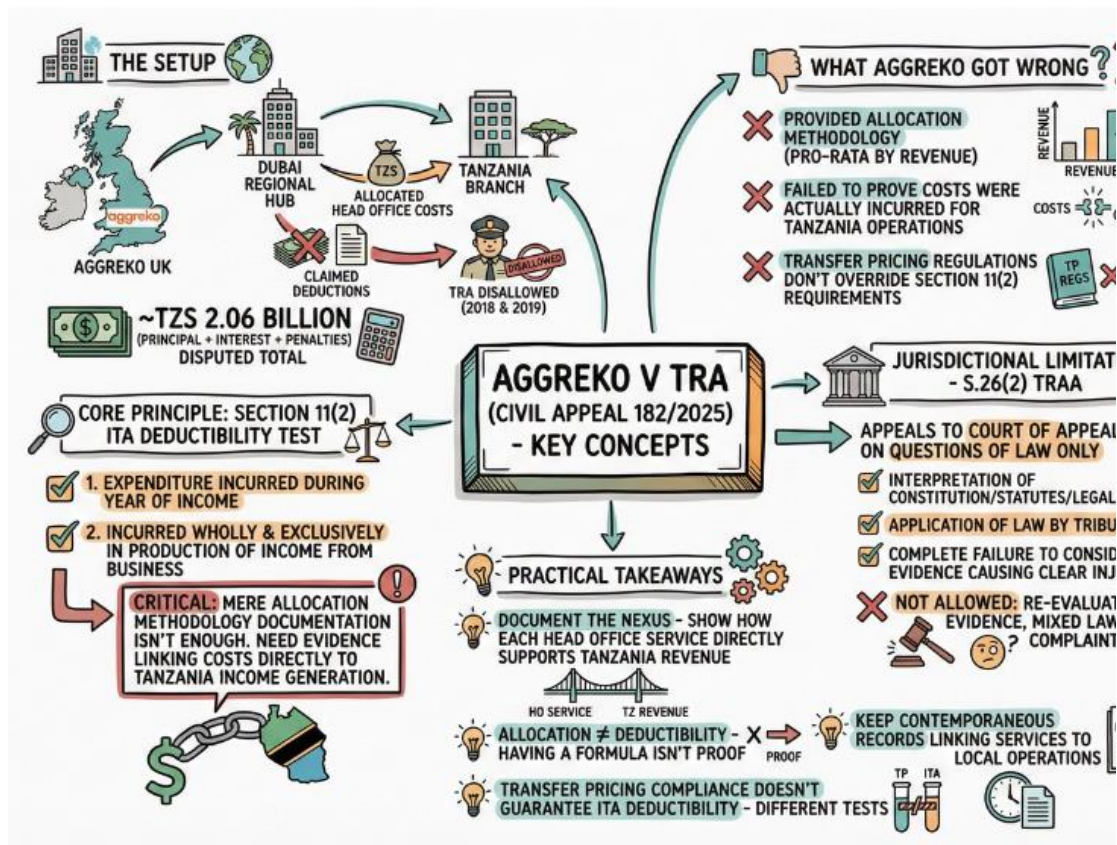 THE SETUP
aggreko
AGGREKO UK
DUBAI
REGIONAL
HUB
TZS
ALLOCATED
HEAD OFFICE COSTS
TANZANIA
BRANCH
CLAIMED
DEDUCTIONS
DISALLOWED
TRA DISALLOWED
(2018 & 2019)
$
~TZS 2.06 BILLION
(PRINCIPAL + INTEREST + PENALTIES)
DISPUTED TOTAL
WHAT AGGREKO GOT WRONG?
PROVIDED ALLOCATION
METHODOLOGY
(PRO-RATA BY REVENUE)
REVENUE
REVENUE
FAILED TO PROVE COSTS WERE
ACTUALLY INCURRED FOR
TANZANIA OPERATIONS
COSTS
TRANSFER PRICING REGULATIONS
DON'T OVERRIDE SECTION 11(2)
REQUIREMENTS
TP
REGS
AGGREKO V TRA
(CIVIL APPEAL 182/2025)
- KEY CONCEPTS
CORE PRINCIPLE: SECTION 11(2)
ITA DEDUCTIBILITY TEST
1. EXPENDITURE INCURRED DURING
YEAR OF INCOME
2. INCURRED WHOLLY & EXCLUSIVELY
IN PRODUCTION OF INCOME FROM
BUSINESS
!
CRITICAL: MERE ALLOCATION
METHODOLOGY DOCUMENTATION
ISN'T ENOUGH. NEED EVIDENCE
LINKING COSTS DIRECTLY TO
TANZANIA INCOME GENERATION.
$
JURISDICTIONAL LIMITAT
- S.26(2) TRAA
APPEALS TO COURT OF APPEAL
ON QUESTIONS OF LAW ONLY
INTERPRETATION OF
CONSTITUTION/STATUTES/LEGAL
APPLICATION OF LAW BY TRIBU
COMPLETE FAILURE TO CONSID
EVIDENCE CAUSING CLEAR INJ
NOT ALLOWED: RE-EVALUAT
EVIDENCE, MIXED LAW
COMPLAIN
?
PRACTICAL TAKEAWAYS
DOCUMENT THE NEXUS - SHOW HOW
EACH HEAD OFFICE SERVICE DIRECTLY
SUPPORTS TANZANIA REVENUE
HO SERVICE
TZ REVENUE
ALLOCATION ≠ DEDUCTIBILITY -
HAVING A FORMULA ISN'T PROOF
X
PROOF
KEEP CONTEMPORANEOUS
RECORDS LINKING SERVICES TO
LOCAL OPERATIONS
TRANSFER PRICING COMPLIANCE DOESN'T
GUARANTEE ITA DEDUCTIBILITY - DIFFERENT TESTS
TP ITA